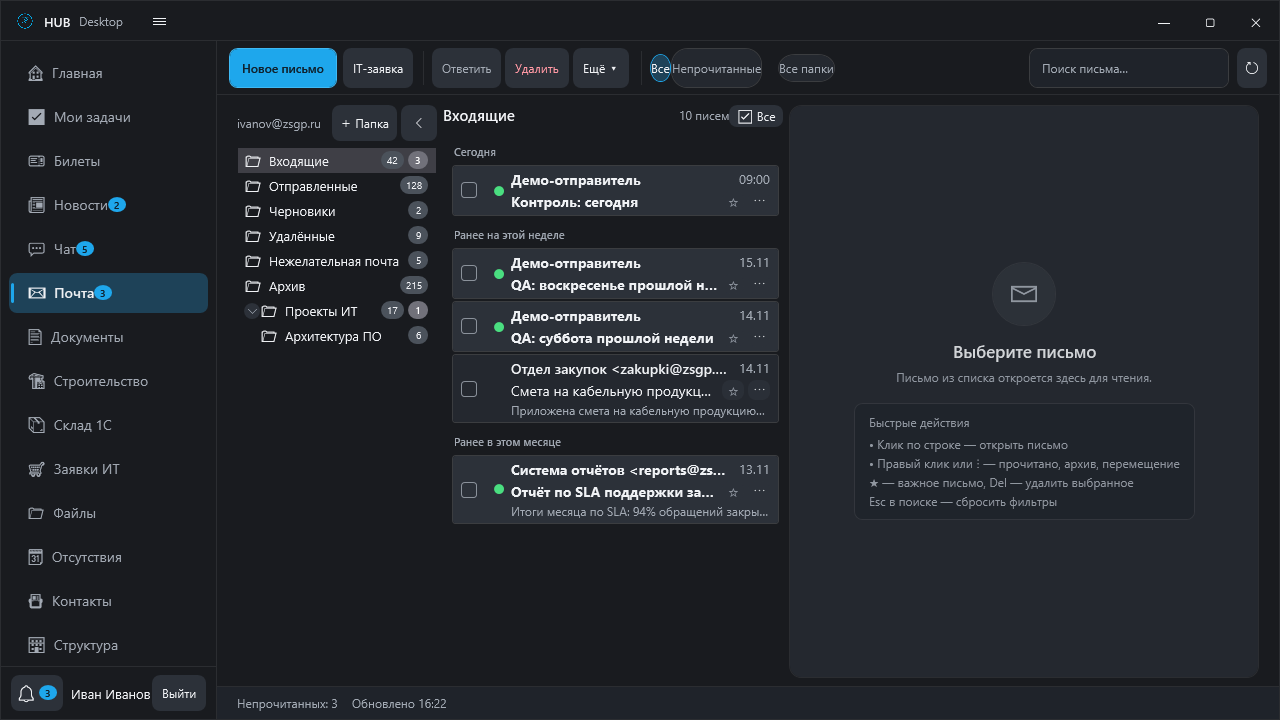 HUB Desktop
Новое письмо
IT-заявка
Ответить
Удалить
Ещё ▾
Все
Непрочитанные
Все папки
Поиск письма...
Главная
Мои задачи
Билеты
Новости 2
Чат 5
Почта 3
Документы
Строительство
Склад 1С
Заявки ИТ
Файлы
31 Отсутствия
Контакты
Структура
3 Иван Иванов Выйти
ivanov@zsgp.ru + Папка
Входящие 42 3
Отправленные 128
Черновики 2
Удалённые 9
Нежелательная почта 5
Архив 215
Проекты ИТ 17 1
Архитектура ПО 6
Входящие 10 писем Все
Сегодня
Демо-отправитель 09:00
Контроль: сегодня ☆ ...
Ранее на этой неделе
Демо-отправитель 15.11
QA: воскресенье прошлой н... ☆ ...
Демо-отправитель 14.11
QA: суббота прошлой недели ☆ ...
Отдел закупок <zakupki@zsgp.... 14.11
Смета на кабельную продукц... ☆ ...
Приложена смета на кабельную продукцию...
Ранее в этом месяце
Система отчётов <reports@zs... 13.11
Отчёт по SLA поддержки за... ☆ ...
Итоги месяца по SLA: 94% обращений закры...
Выберите письмо
Письмо из списка откроется здесь для чтения.
Быстрые действия
• Клик по строке — открыть письмо
• Правый клик или ⋮ — прочитано, архив, перемещение
★ — важное письмо, Del — удалить выбранное
Esc в поиске — сбросить фильтры
Непрочитанных: 3 Обновлено 16:22